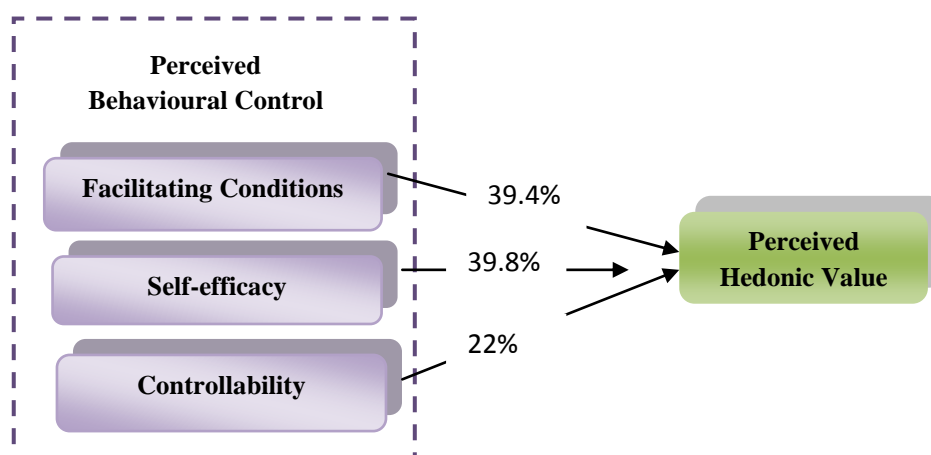 Perceived
Behavioural Control
Facilitating Conditions
39.4%
Self-efficacy
39.8%
Controllability
22%
Perceived
Hedonic Value